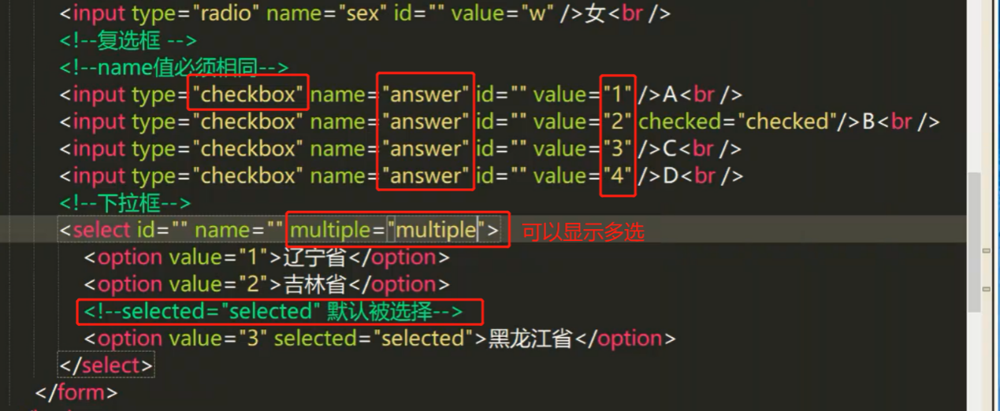 <input type="radio" name="sex" id="" value="w" />女<br />
<!--复选框 -->
<!--name值必须相同-->
<input type="checkbox" name="answer" id="" value="1" />A<br />
<input type="checkbox" name="answer" id="" value="2" checked="checked"/>B<br />
<input type="checkbox" name="answer" id="" value="3" />C<br />
<input type="checkbox" name="answer" id="" value="4" />D<br />
<!--下拉框-->
<select id="" name="" multiple="multiple"> 可以显示多选
<option value="1">辽宁省</option>
<option value="2">吉林省</option>
<!--selected="selected" 默认被选择-->
<option value="3" selected="selected">黑龙江省</option>
</select>
</form>